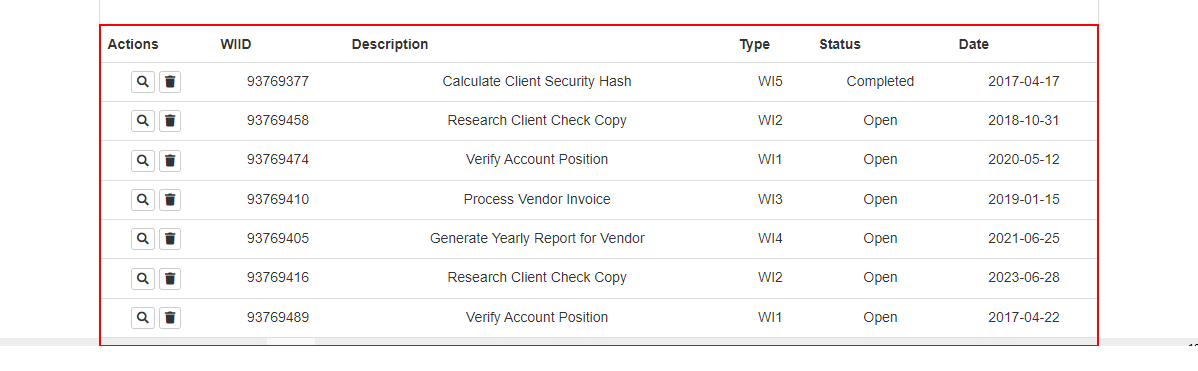 Actions WIID Description Type Status Date
93769377 Calculate Client Security Hash WI5 Completed 2017-04-17
93769458 Research Client Check Copy WI2 Open 2018-10-31
93769474 Verify Account Position WI1 Open 2020-05-12
93769410 Process Vendor Invoice WI3 Open 2019-01-15
93769405 Generate Yearly Report for Vendor WI4 Open 2021-06-25
93769416 Research Client Check Copy WI2 Open 2023-06-28
93769489 Verify Account Position WI1 Open 2017-04-22